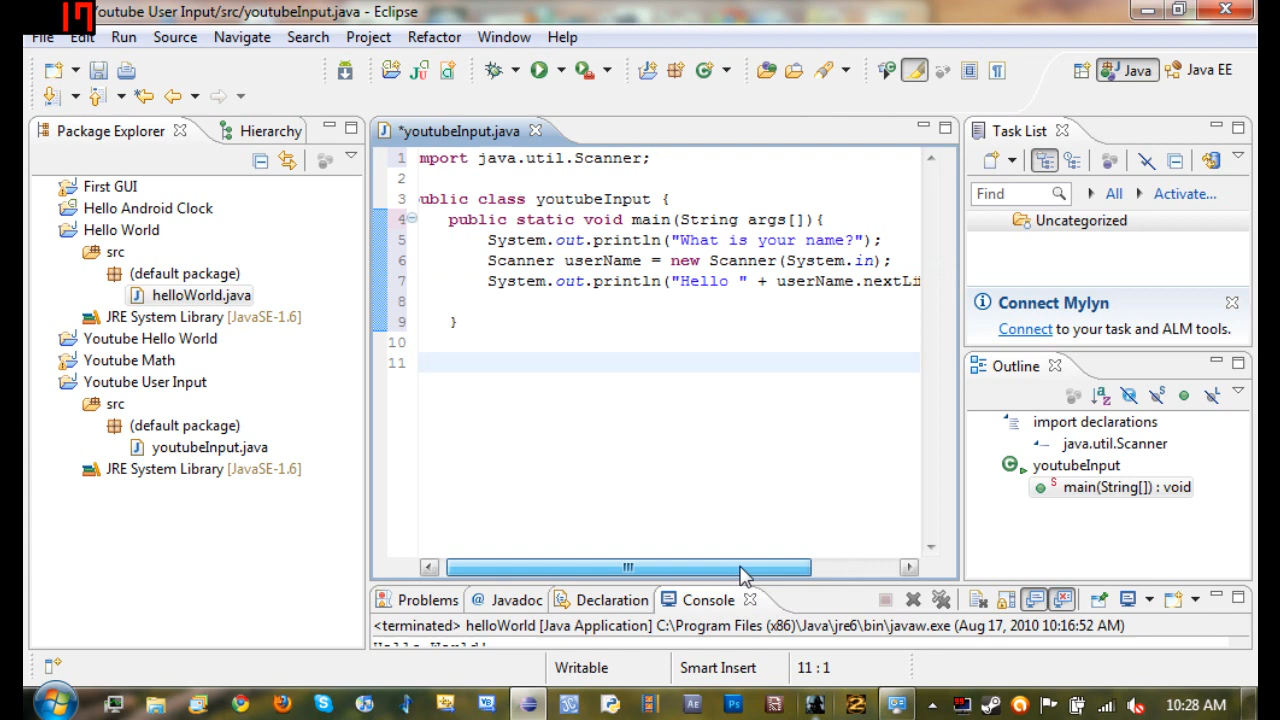 Youtube User Input/src/youtubeInput.java - Eclipse
File Edit Run Source Navigate Search Project Refactor Window Help
Java
Java EE
Package Explorer
Hierarchy
First GUI
Hello Android Clock
Hello World
src
(default package)
helloWorld.java
JRE System Library [JavaSE-1.6]
Youtube Hello World
Youtube Math
Youtube User Input
src
(default package)
youtubeInput.java
JRE System Library [JavaSE-1.6]
*youtubeInput.java
1 mport java.util.Scanner;
2
3 ublic class youtubeInput {
4 public static void main(String args[]){
5 System.out.println("What is your name?");
6 Scanner userName = new Scanner(System.in);
7 System.out.println("Hello " + userName.nextLi
8
9 }
10
11
Task List
Find All Activate...
Uncategorized
Connect Mylyn
Connect to your task and ALM tools.
Outline
import declarations
java.util.Scanner
youtubeInput
main(String[]) : void
Problems @ Javadoc Declaration Console
<terminated> helloWorld [Java Application] C:\Program Files (x86)\Java\jre6\bin\javaw.exe (Aug 17, 2010 10:16:52 AM)
Hello World!
Writable Smart Insert 11 : 1
10:28 AM